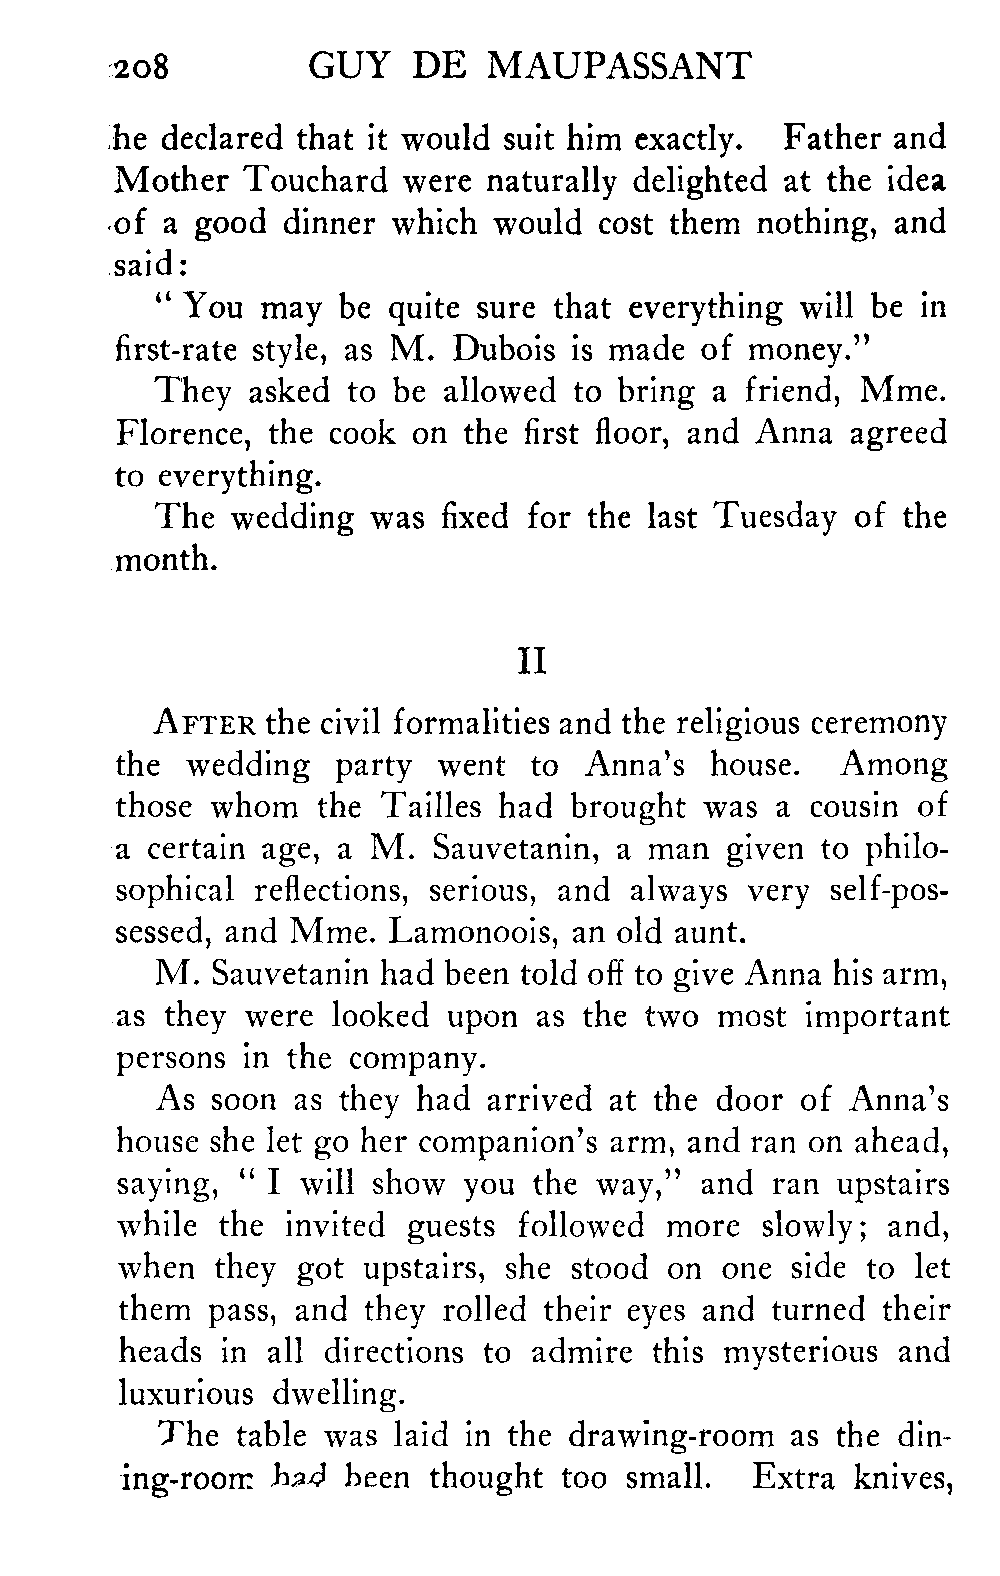 208 GUY DE MAUPASSANT
he declared that it would suit him exactly. Father and
Mother Touchard were naturally delighted at the idea
of a good dinner which would cost them nothing, and
said:
" You may be quite sure that everything will be in
first-rate style, as M. Dubois is made of money."
They asked to be allowed to bring a friend, Mme.
Florence, the cook on the first floor, and Anna agreed
to everything.
The wedding was fixed for the last Tuesday of the
month.
II
AFTER the civil formalities and the religious ceremony
the wedding party went to Anna's house. Among
those whom the Tailles had brought was a cousin of
a certain age, a M. Sauvetanin, a man given to philo-
sophical reflections, serious, and always very self-pos-
sessed, and Mme. Lamonoois, an old aunt.
M. Sauvetanin had been told off to give Anna his arm,
as they were looked upon as the two most important
persons in the company.
As soon as they had arrived at the door of Anna's
house she let go her companion's arm, and ran on ahead,
saying, " I will show you the way," and ran upstairs
while the invited guests followed more slowly; and,
when they got upstairs, she stood on one side to let
them pass, and they rolled their eyes and turned their
heads in all directions to admire this mysterious and
luxurious dwelling.
The table was laid in the drawing-room as the din-
ing-room had been thought too small. Extra knives,